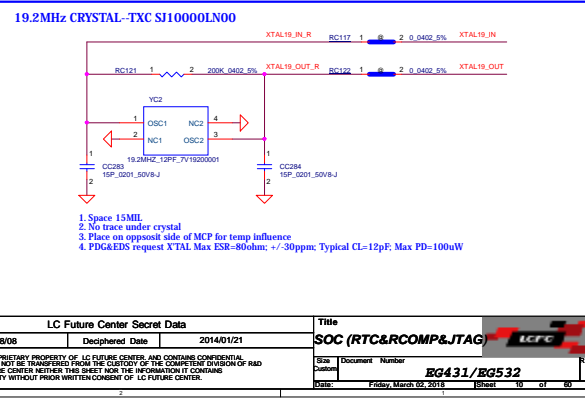 19.2MHz CRYSTAL--TXC SJ10000LN00
XTAL19_IN_R RC117 1 @ 2 0_0402_5% XTAL19_IN
RC121 1 2 200K_0402_5% XTAL19_OUT_R RC122 1 @ 2 0_0402_5% XTAL19_OUT
YC2
1 OSC1 NC2 4
2 NC1 OSC2 3
19.2MHZ_12PF_7V19200001
1 CC283 2
15P_0201_50V8-J
1 CC284 2
15P_0201_50V8-J
1. Space 15MIL
2. No trace under crystal
3. Place on oppsosit side of MCP for temp influence
4. PDG&EDS request X'TAL Max ESR=80ohm; +/-30ppm; Typical CL=12pF; Max PD=100uW
LC Future Center Secret Data
8/08 Deciphered Date 2014/01/21
PRIETARY PROPERTY OF LC FUTURE CENTER. AND CONTAINS CONFIDENTIAL
NOT BE TRANSFERED FROM THE CUSTODY OF THE COMPETENT DIVISION OF R&D
E CENTER NEITHER THIS SHEET NOR THE INFORMATION IT CONTAINS
Y WITHOUT PRIOR WRITTEN CONSENT OF LC FUTURE CENTER.
Title
SOC (RTC&RCOMP&JTAG)
LCFC
Size Document Number
Custom
EG431/EG532
Date: Friday, March 02, 2018 Sheet 10 of 60
2 1